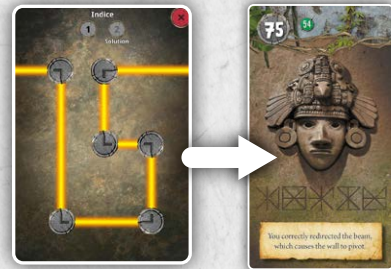 Indice
1 2
Solution
75
54
You correctly redirected the beam,
which causes the wall to pivot...